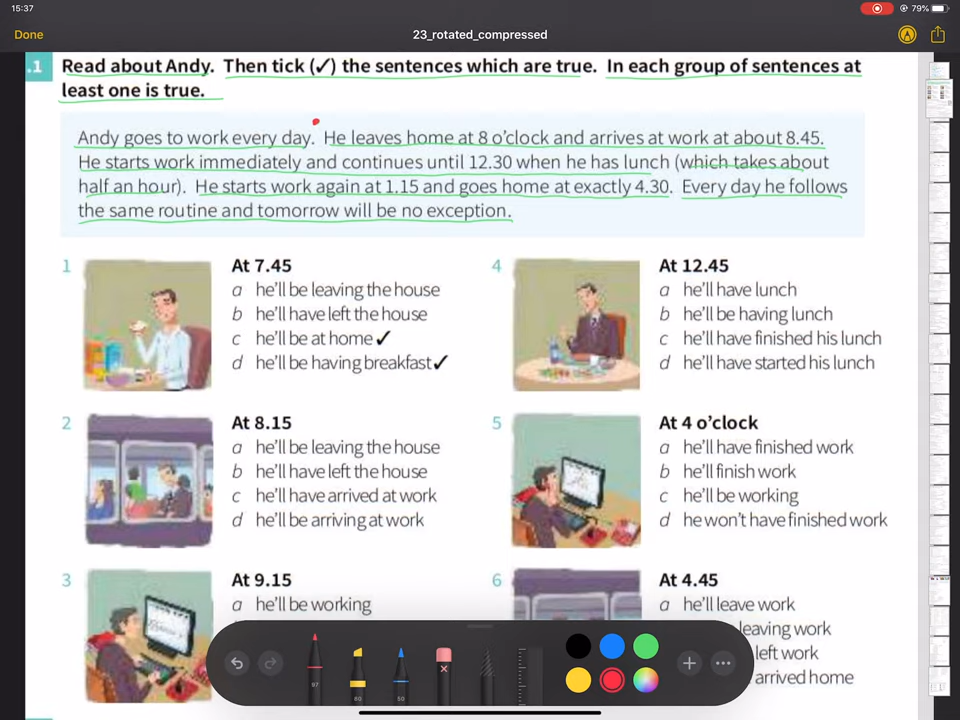 15:37
79%
Done
23_rotated_compressed
.1 Read about Andy. Then tick (✓) the sentences which are true. In each group of sentences at
least one is true.
Andy goes to work every day. He leaves home at 8 o'clock and arrives at work at about 8.45.
He starts work immediately and continues until 12.30 when he has lunch (which takes about
half an hour). He starts work again at 1.15 and goes home at exactly 4.30. Every day he follows
the same routine and tomorrow will be no exception.
1
At 7.45
a he'll be leaving the house
b he'll have left the house
c he'll be at home ✓
d he'll be having breakfast ✓
2
At 8.15
a he'll be leaving the house
b he'll have left the house
c he'll have arrived at work
d he'll be arriving at work
3
At 9.15
a he'll be working
4
At 12.45
a he'll have lunch
b he'll be having lunch
c he'll have finished his lunch
d he'll have started his lunch
5
At 4 o'clock
a he'll have finished work
b he'll finish work
c he'll be working
d he won't have finished work
6
At 4.45
a he'll leave work
leaving work
left work
arrived home
97
60
50